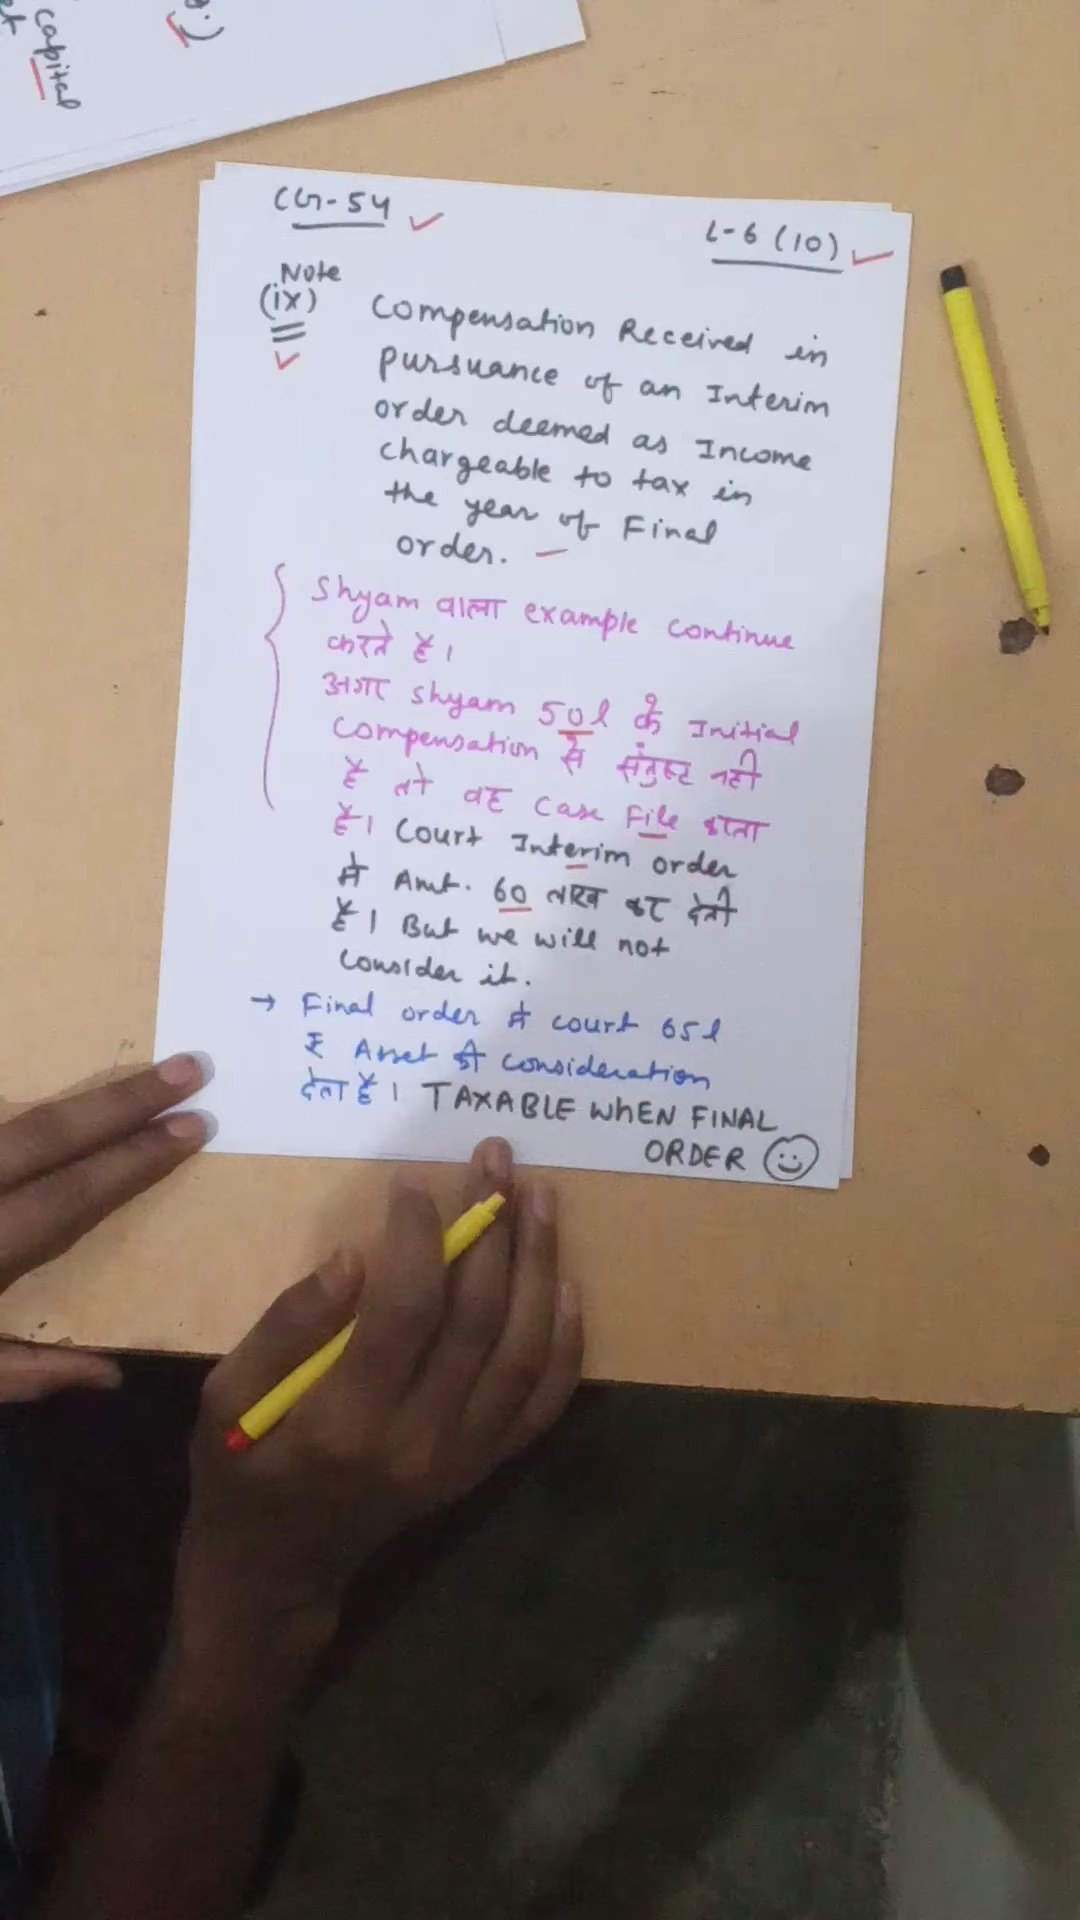 capital
CG-54
L-6 (10)
Note
(ix) Compensation Received in
pursuance of an Interim
order deemed as Income
chargeable to tax in
the year of Final
order.
Shyam वाला example continue
करते है।
अगर Shyam 50l के Initial
Compensation से संतुष्ट नही
है तो वह case File करता
है। Court Interim order
मे Amt. 60 लाख कर देती
है। But we will not
consider it.
→ Final order मे court 65l
₹ Asset की consideration
देता है। TAXABLE WHEN FINAL
ORDER